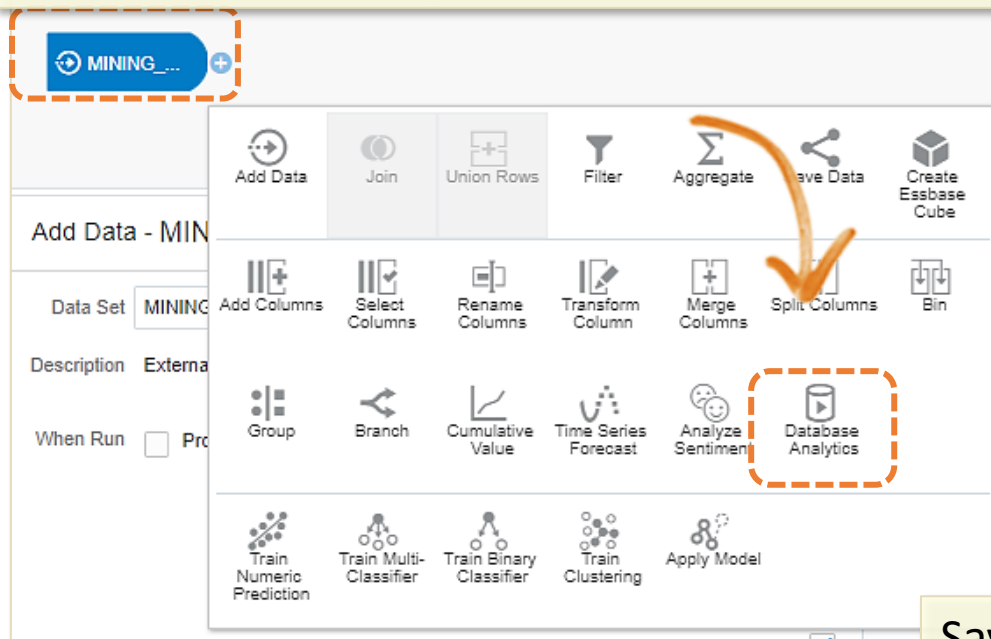 MINING_...
Add Data
Join
Union Rows
Filter
Aggregate
ave Data
Create
Essbase
Cube
Add Data - MIN
Add Columns
Select
Columns
Rename
Columns
Transform
Column
Merge
Columns
Split Columns
Bin
Data Set
MINING
Description
Externa
Group
Branch
Cumulative
Value
Time Series
Forecast
Analyze
Sentiment
Database
Analytics
When Run
Pro
Train
Numeric
Prediction
Train Multi-
Classifier
Train Binary
Classifier
Train
Clustering
Apply Model